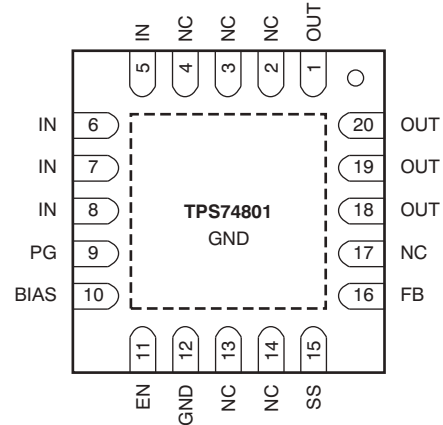 IN NC NC NC OUT
5 4 3 2 1
IN 6
20 OUT
IN 7
19 OUT
IN 8
18 OUT
PG 9
17 NC
BIAS 10
16 FB
TPS74801
GND
11 12 13 14 15
EN GND NC NC SS